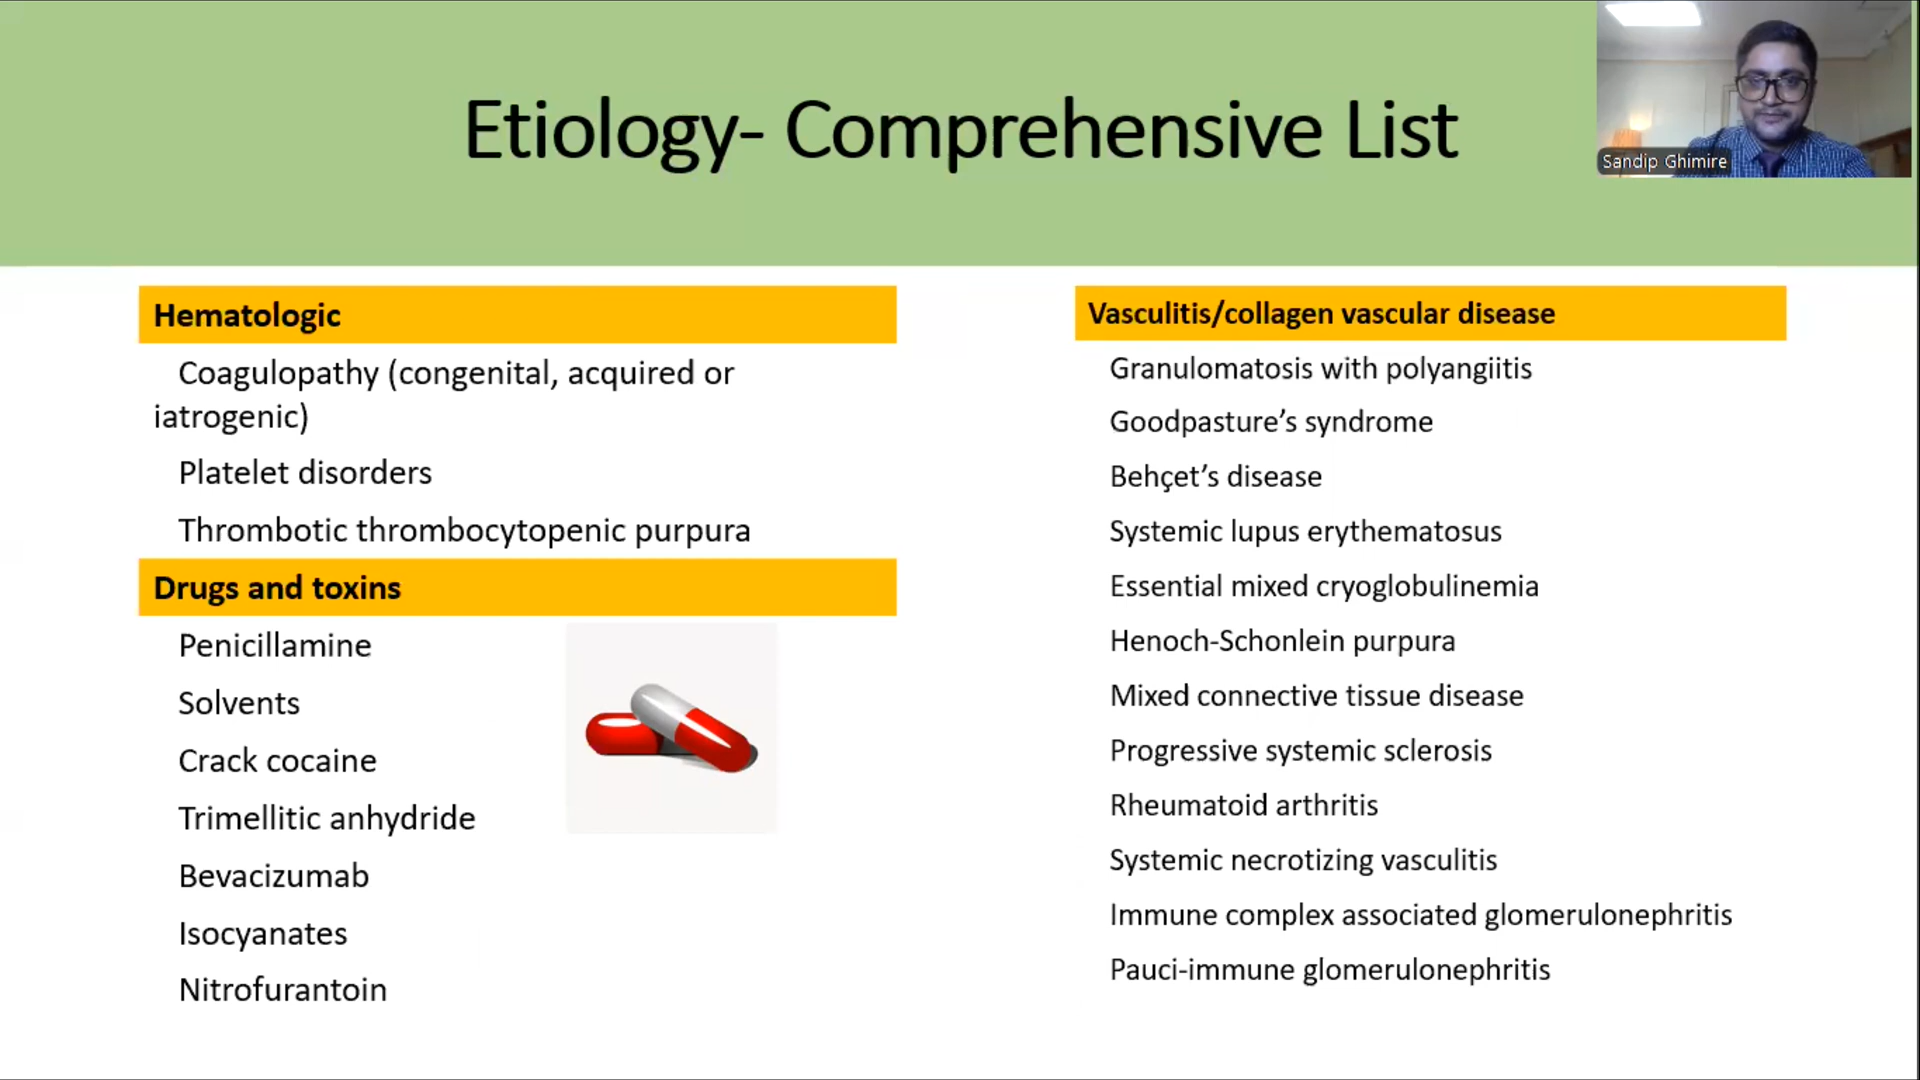 Etiology- Comprehensive List
Sandip Ghimire
Hematologic
Coagulopathy (congenital, acquired or
iatrogenic)
Platelet disorders
Thrombotic thrombocytopenic purpura
Drugs and toxins
Penicillamine
Solvents
Crack cocaine
Trimellitic anhydride
Bevacizumab
Isocyanates
Nitrofurantoin
Vasculitis/collagen vascular disease
Granulomatosis with polyangiitis
Goodpasture’s syndrome
Behçet’s disease
Systemic lupus erythematosus
Essential mixed cryoglobulinemia
Henoch-Schonlein purpura
Mixed connective tissue disease
Progressive systemic sclerosis
Rheumatoid arthritis
Systemic necrotizing vasculitis
Immune complex associated glomerulonephritis
Pauci-immune glomerulonephritis